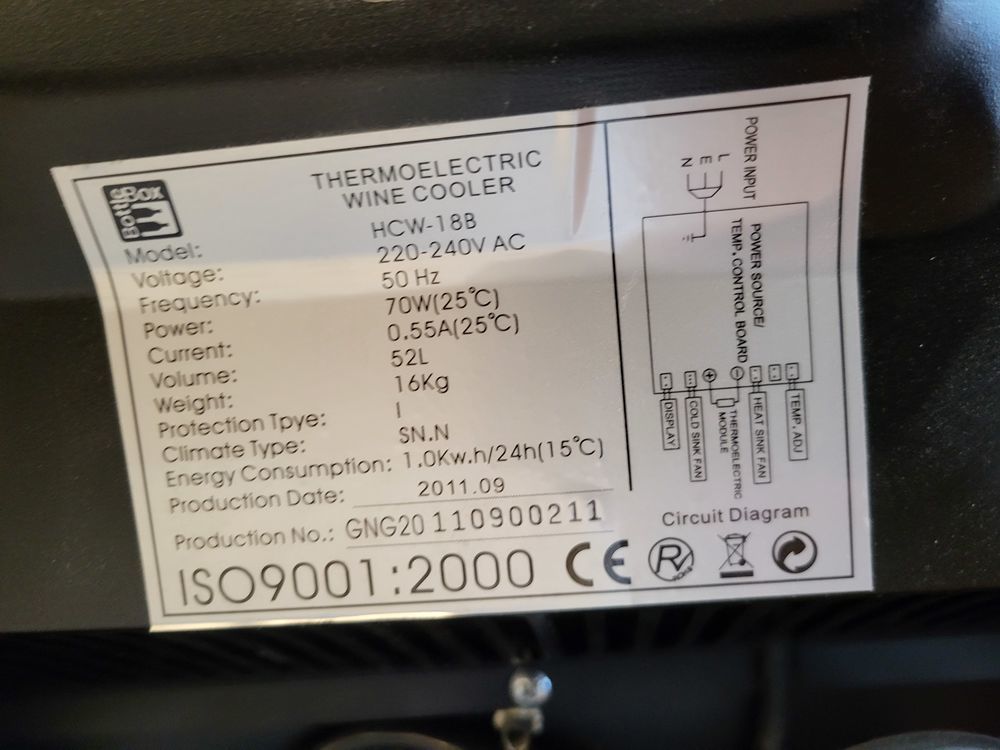 Box
Bottle
THERMOELECTRIC
WINE COOLER
Model: HCW-18B
Voltage: 220-240V AC
Frequency: 50 Hz
Power: 70W(25℃)
Current: 0.55A(25℃)
Volume: 52L
Weight: 16Kg
Protection Tpye: I
Climate Type: SN.N
Energy Consumption: 1.0Kw.h/24h(15℃)
Production Date: 2011.09
Production No.: GNG20110900211
ISO9001:2000 CE
POWER INPUT
L
E
N
POWER SOURCE/
TEMP. CONTROL BOARD
TEMP. ADJ
HEAT SINK FAN
THERMOELECTRIC
MODULE
COLD SINK FAN
DISPLAY
Circuit Diagram